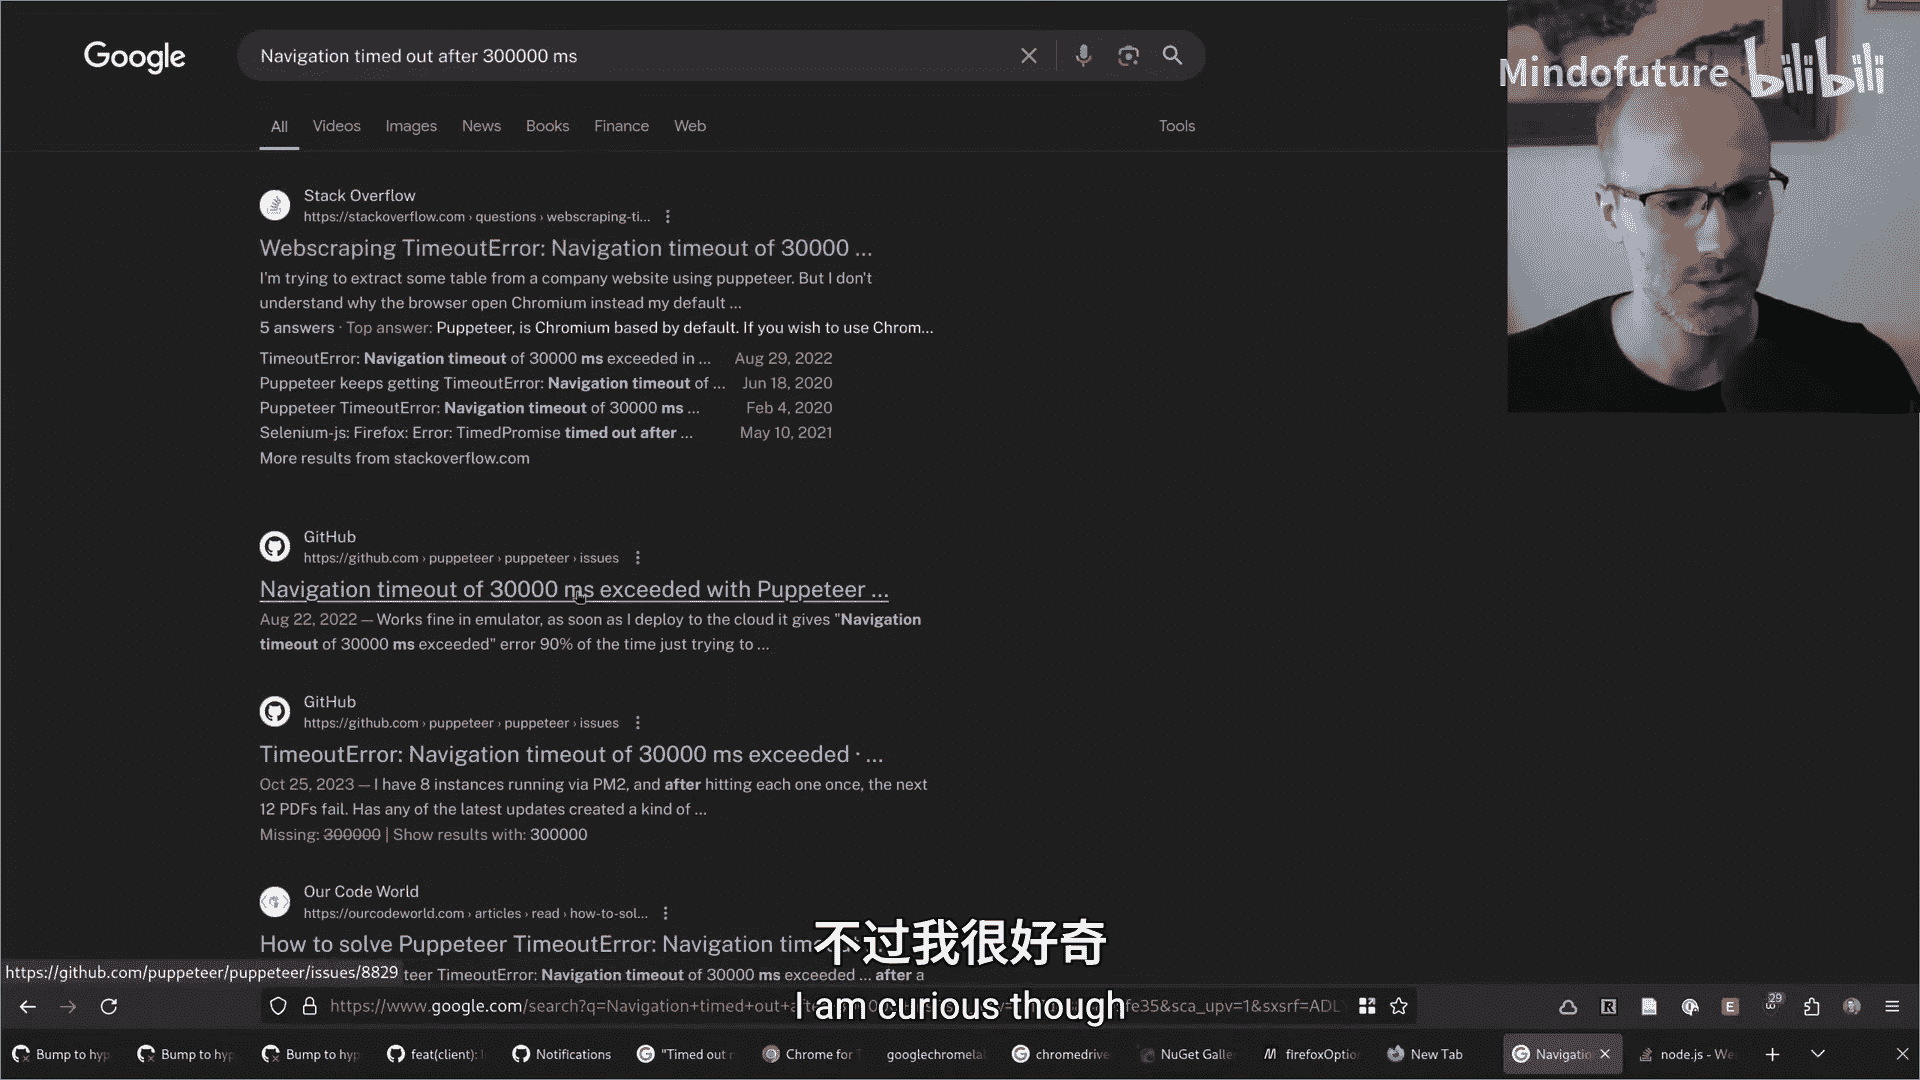 Google
Navigation timed out after 300000 ms
Mindofuture bilibili
All Videos Images News Books Finance Web Tools
Stack Overflow
https://stackoverflow.com › questions › webscraping-ti...
Webscraping TimeoutError: Navigation timeout of 30000 ...
I'm trying to extract some table from a company website using puppeteer. But I don't
understand why the browser open Chromium instead my default ...
5 answers · Top answer: Puppeteer, is Chromium based by default. If you wish to use Chrom...
TimeoutError: Navigation timeout of 30000 ms exceeded in ... Aug 29, 2022
Puppeteer keeps getting TimeoutError: Navigation timeout of ... Jun 18, 2020
Puppeteer TimeoutError: Navigation timeout of 30000 ms ... Feb 4, 2020
Selenium-js: Firefox: Error: TimedPromise timed out after ... May 10, 2021
More results from stackoverflow.com
GitHub
https://github.com › puppeteer › puppeteer › issues
Navigation timeout of 30000 ms exceeded with Puppeteer ...
Aug 22, 2022 — Works fine in emulator, as soon as I deploy to the cloud it gives "Navigation
timeout of 30000 ms exceeded" error 90% of the time just trying to ...
GitHub
https://github.com › puppeteer › puppeteer › issues
TimeoutError: Navigation timeout of 30000 ms exceeded · ...
Oct 25, 2023 — I have 8 instances running via PM2, and after hitting each one once, the next
12 PDFs fail. Has any of the latest updates created a kind of ...
Missing: 300000 | Show results with: 300000
Our Code World
https://ourcodeworld.com › articles › read › how-to-sol...
How to solve Puppeteer TimeoutError: Navigation
不过我很好奇
https://github.com/puppeteer/puppeteer/issues/8829
teer TimeoutError: Navigation timeout of 30000 ms exceeded ... after a
https://www.google.com/search?q=Navigation+timed+out+
fe35&sca_upv=1&sxsrf=ADL
I am curious though
29
Bump to hyp Bump to hyp Bump to hyp feat(client): Notifications "Timed out Chrome for googlechromela chromedrive NuGet Galle firefoxOptio New Tab Navigatio node.js - We